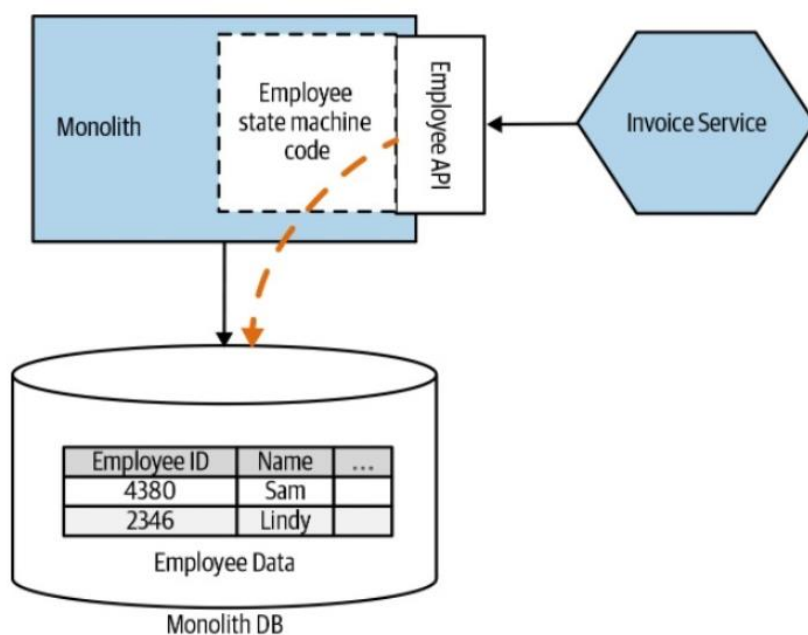 Monolith
Employee
state machine
code
Employee API
Invoice Service
Employee ID Name ...
4380 Sam
2346 Lindy
Employee Data
Monolith DB